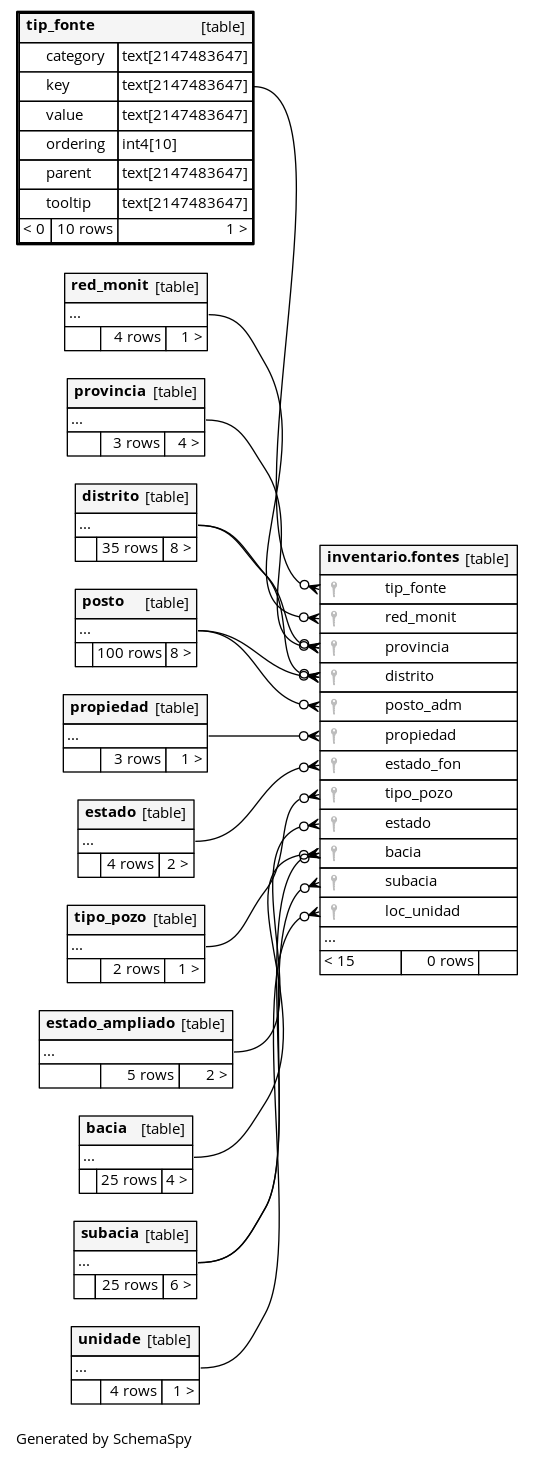 tip_fonte [table]
category text[2147483647]
key text[2147483647]
value text[2147483647]
ordering int4[10]
parent text[2147483647]
tooltip text[2147483647]
< 0 10 rows 1 >
red_monit [table]
...
4 rows 1 >
provincia [table]
...
3 rows 4 >
distrito [table]
...
35 rows 8 >
posto [table]
...
100 rows 8 >
propiedad [table]
...
3 rows 1 >
estado [table]
...
4 rows 2 >
tipo_pozo [table]
...
2 rows 1 >
estado_ampliado [table]
...
5 rows 2 >
bacia [table]
...
25 rows 4 >
subacia [table]
...
25 rows 6 >
unidade [table]
...
4 rows 1 >
inventario.fontes [table]
tip_fonte
red_monit
provincia
distrito
posto_adm
propiedad
estado_fon
tipo_pozo
estado
bacia
subacia
loc_unidad
...
< 15 0 rows
Generated by SchemaSpy